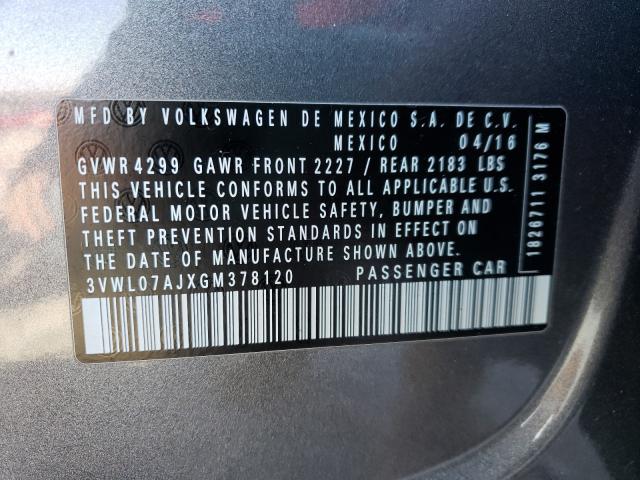 MFD BY VOLKSWAGEN DE MEXICO S.A. DE C.V.
MEXICO 04/16
GVWR 4299 GAWR FRONT 2227 / REAR 2183 LBS
THIS VEHICLE CONFORMS TO ALL APPLICABLE U.S.
FEDERAL MOTOR VEHICLE SAFETY, BUMPER AND
THEFT PREVENTION STANDARDS IN EFFECT ON
THE DATE OF MANUFACTURE SHOWN ABOVE.
3VWL07AJXGM378120 PASSENGER CAR
1826711 3176 M